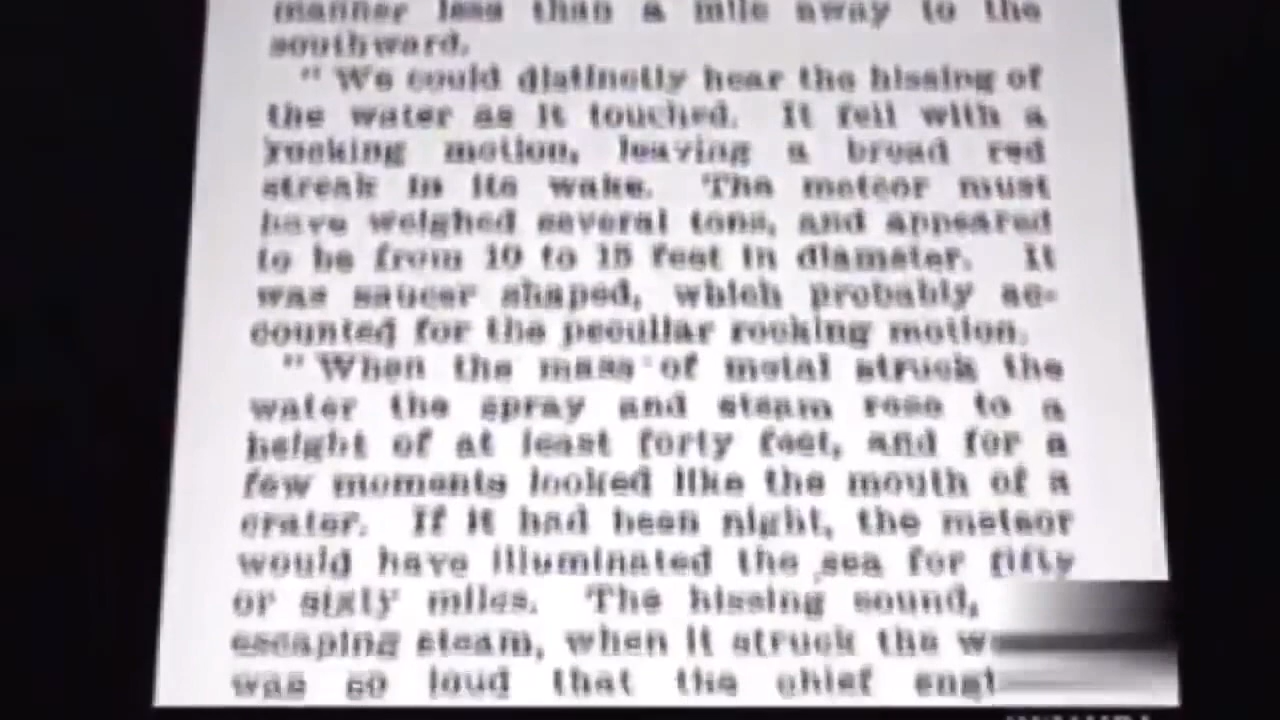 manner less than a mile away to the
southward.
"We could distinctly hear the hissing of
the water as it touched. It fell with a
rocking motion, leaving a broad red
streak in its wake. The meteor must
have weighed several tons, and appeared
to be from 10 to 15 feet in diameter. It
was saucer shaped, which probably ac-
counted for the peculiar rocking motion.
"When the mass of metal struck the
water the spray and steam rose to a
height of at least forty feet, and for a
few moments looked like the mouth of a
crater. If it had been night, the meteor
would have illuminated the sea for fifty
or sixty miles. The hissing sound,
escaping steam, when it struck the
was so loud that the chief